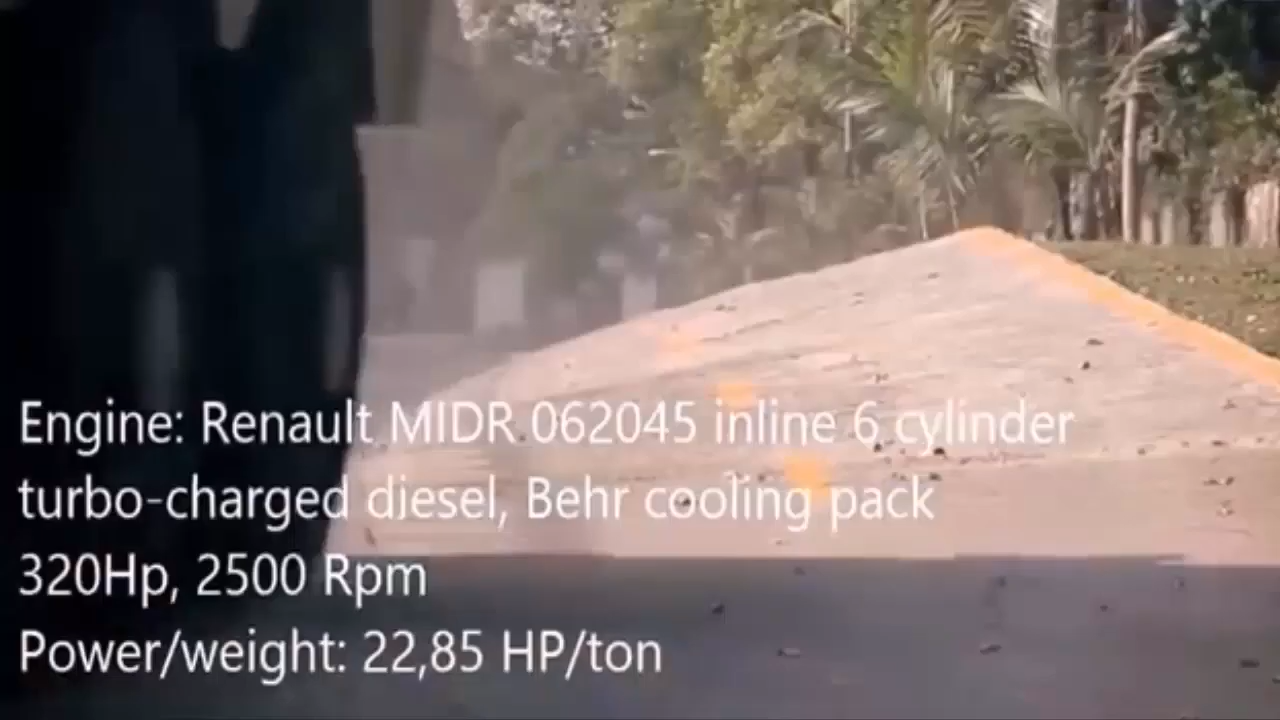 Engine: Renault MIDR 062045 inline 6 cylinder
turbo-charged diesel, Behr cooling pack
320Hp, 2500 Rpm
Power/weight: 22,85 HP/ton